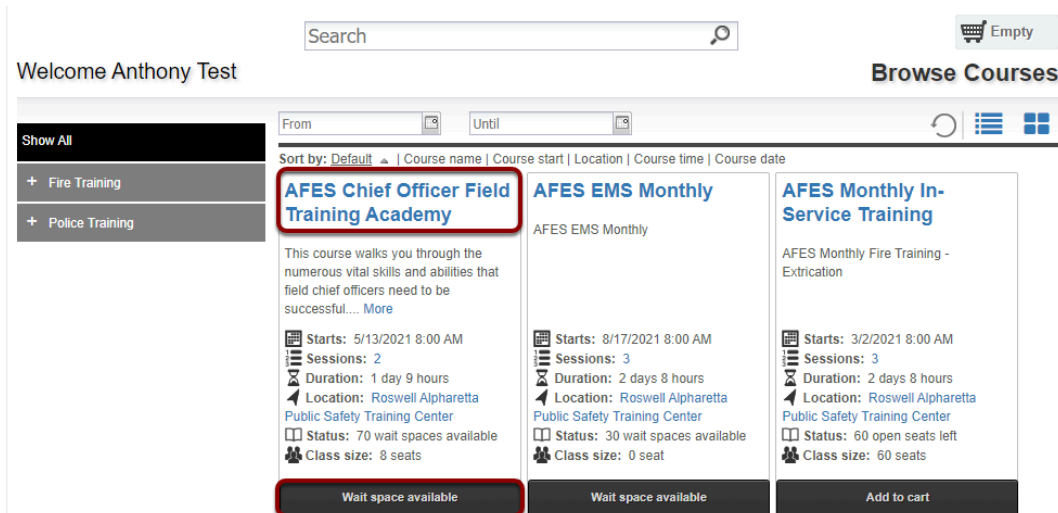 Search
Empty
Welcome Anthony Test
Browse Courses
From
Until
Show All
Sort by: Default | Course name | Course start | Location | Course time | Course date
+ Fire Training
+ Police Training
AFES Chief Officer Field
Training Academy
This course walks you through the
numerous vital skills and abilities that
field chief officers need to be
successful.... More
Starts: 5/13/2021 8:00 AM
Sessions: 2
Duration: 1 day 9 hours
Location: Roswell Alpharetta
Public Safety Training Center
Status: 70 wait spaces available
Class size: 8 seats
Wait space available
AFES EMS Monthly
AFES EMS Monthly
Starts: 8/17/2021 8:00 AM
Sessions: 3
Duration: 2 days 8 hours
Location: Roswell Alpharetta
Public Safety Training Center
Status: 30 wait spaces available
Class size: 0 seat
Wait space available
AFES Monthly In-
Service Training
AFES Monthly Fire Training -
Extrication
Starts: 3/2/2021 8:00 AM
Sessions: 3
Duration: 2 days 8 hours
Location: Roswell Alpharetta
Public Safety Training Center
Status: 60 open seats left
Class size: 60 seats
Add to cart